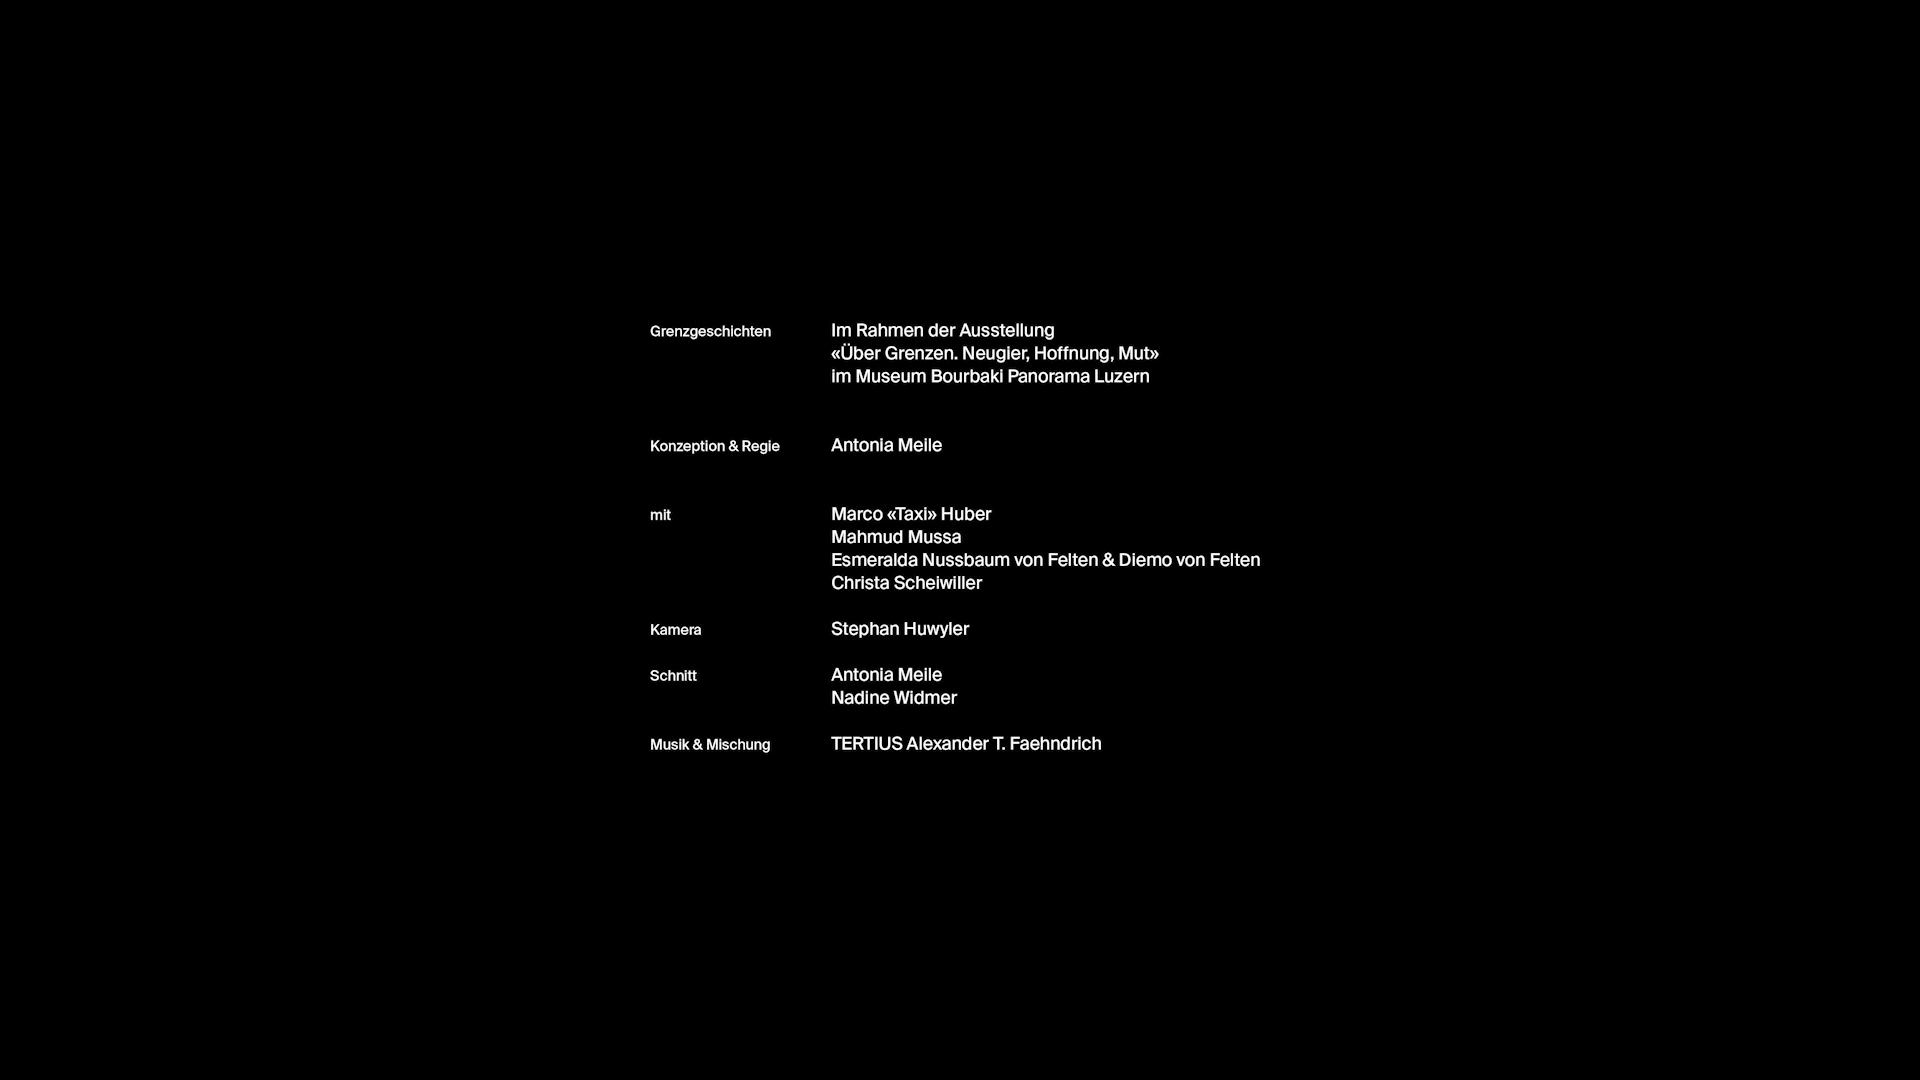 Grenzgeschichten Im Rahmen der Ausstellung
«Über Grenzen. Neugier, Hoffnung, Mut»
im Museum Bourbaki Panorama Luzern
Konzeption & Regie Antonia Meile
mit Marco «Taxi» Huber
Mahmud Mussa
Esmeralda Nussbaum von Felten & Diemo von Felten
Christa Scheiwiller
Kamera Stephan Huwyler
Schnitt Antonia Meile
Nadine Widmer
Musik & Mischung TERTIUS Alexander T. Faehndrich